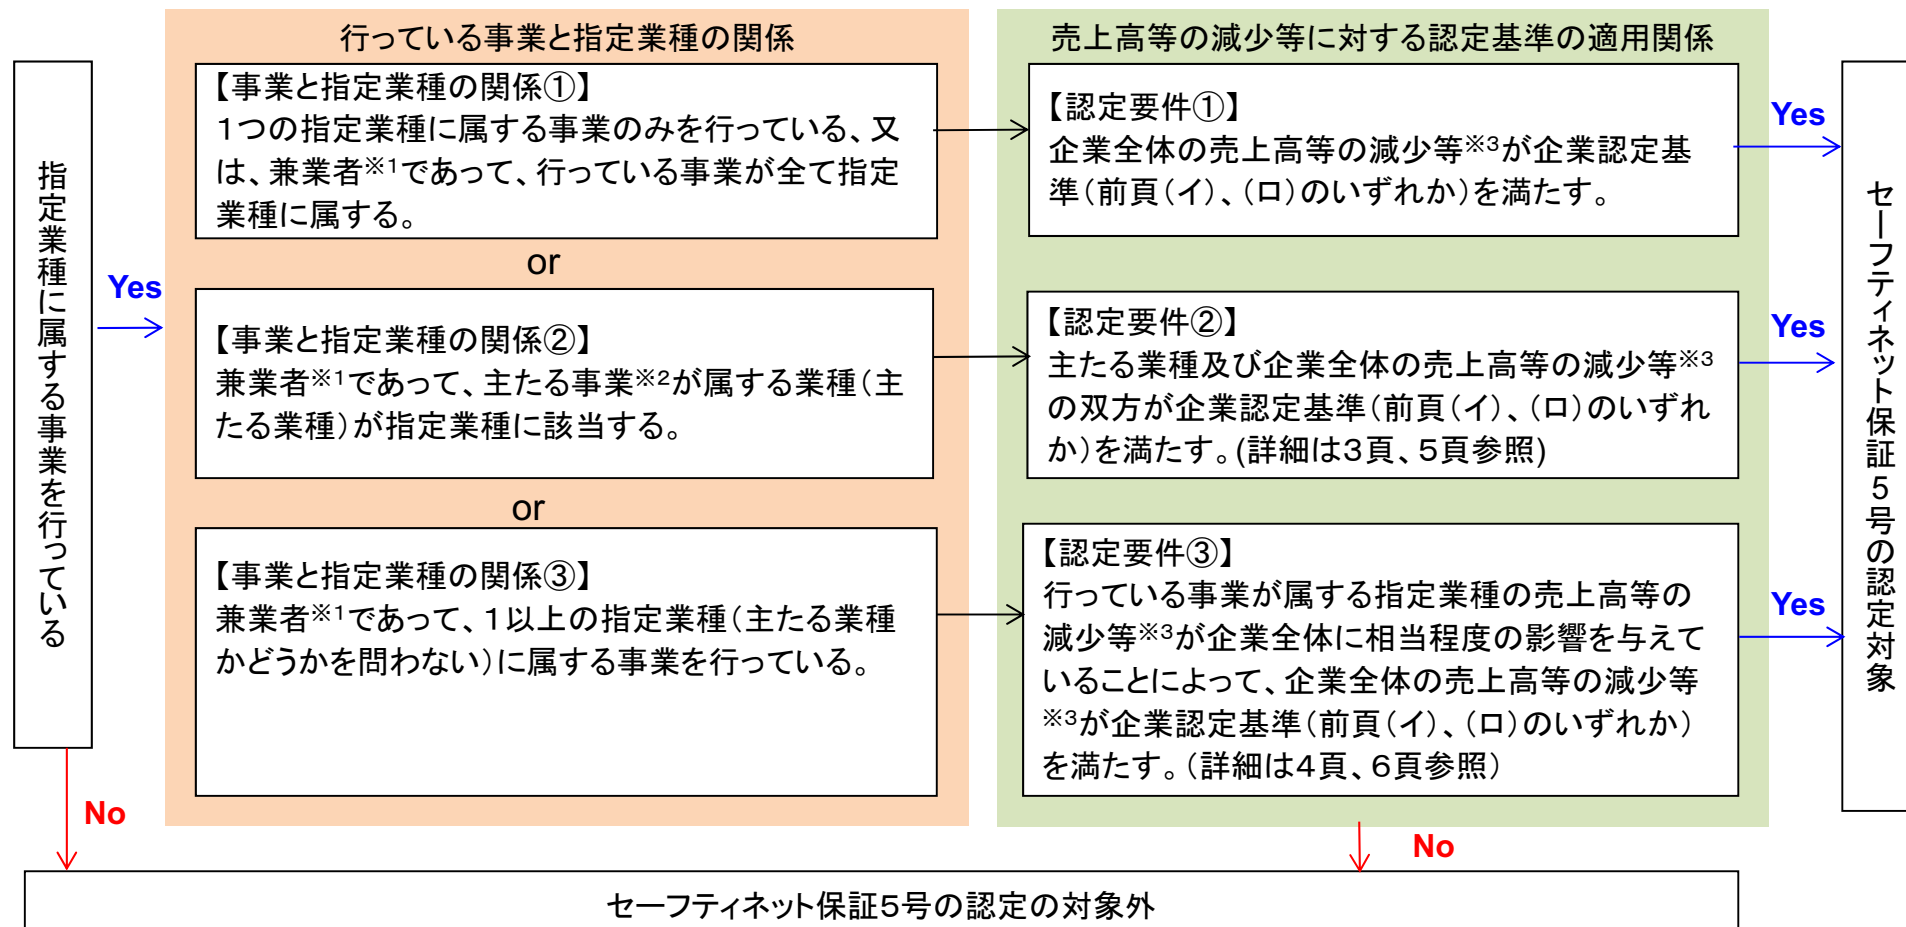 指定業種に属する事業を行っている
Yes
No
行っている事業と指定業種の関係
【事業と指定業種の関係①】
１つの指定業種に属する事業のみを行っている、又
は、兼業者※1であって、行っている事業が全て指定
業種に属する。
or
【事業と指定業種の関係②】
兼業者※1であって、主たる事業※2が属する業種（主
たる業種）が指定業種に該当する。
or
【事業と指定業種の関係③】
兼業者※1であって、１以上の指定業種（主たる業種
かどうかを問わない）に属する事業を行っている。
売上高等の減少等に対する認定基準の適用関係
【認定要件①】
企業全体の売上高等の減少等※3が企業認定基
準（前頁（イ）、（ロ）のいずれか）を満たす。
Yes
【認定要件②】
主たる業種及び企業全体の売上高等の減少等※3
の双方が企業認定基準（前頁（イ）、（ロ）のいずれ
か）を満たす。(詳細は３頁、５頁参照)
Yes
【認定要件③】
行っている事業が属する指定業種の売上高等の
減少等※3が企業全体に相当程度の影響を与えて
いることによって、企業全体の売上高等の減少等
※3が企業認定基準（前頁（イ）、（ロ）のいずれか）
を満たす。（詳細は４頁、６頁参照）
Yes
No
セーフティネット保証５号の認定対象
セーフティネット保証５号の認定の対象外